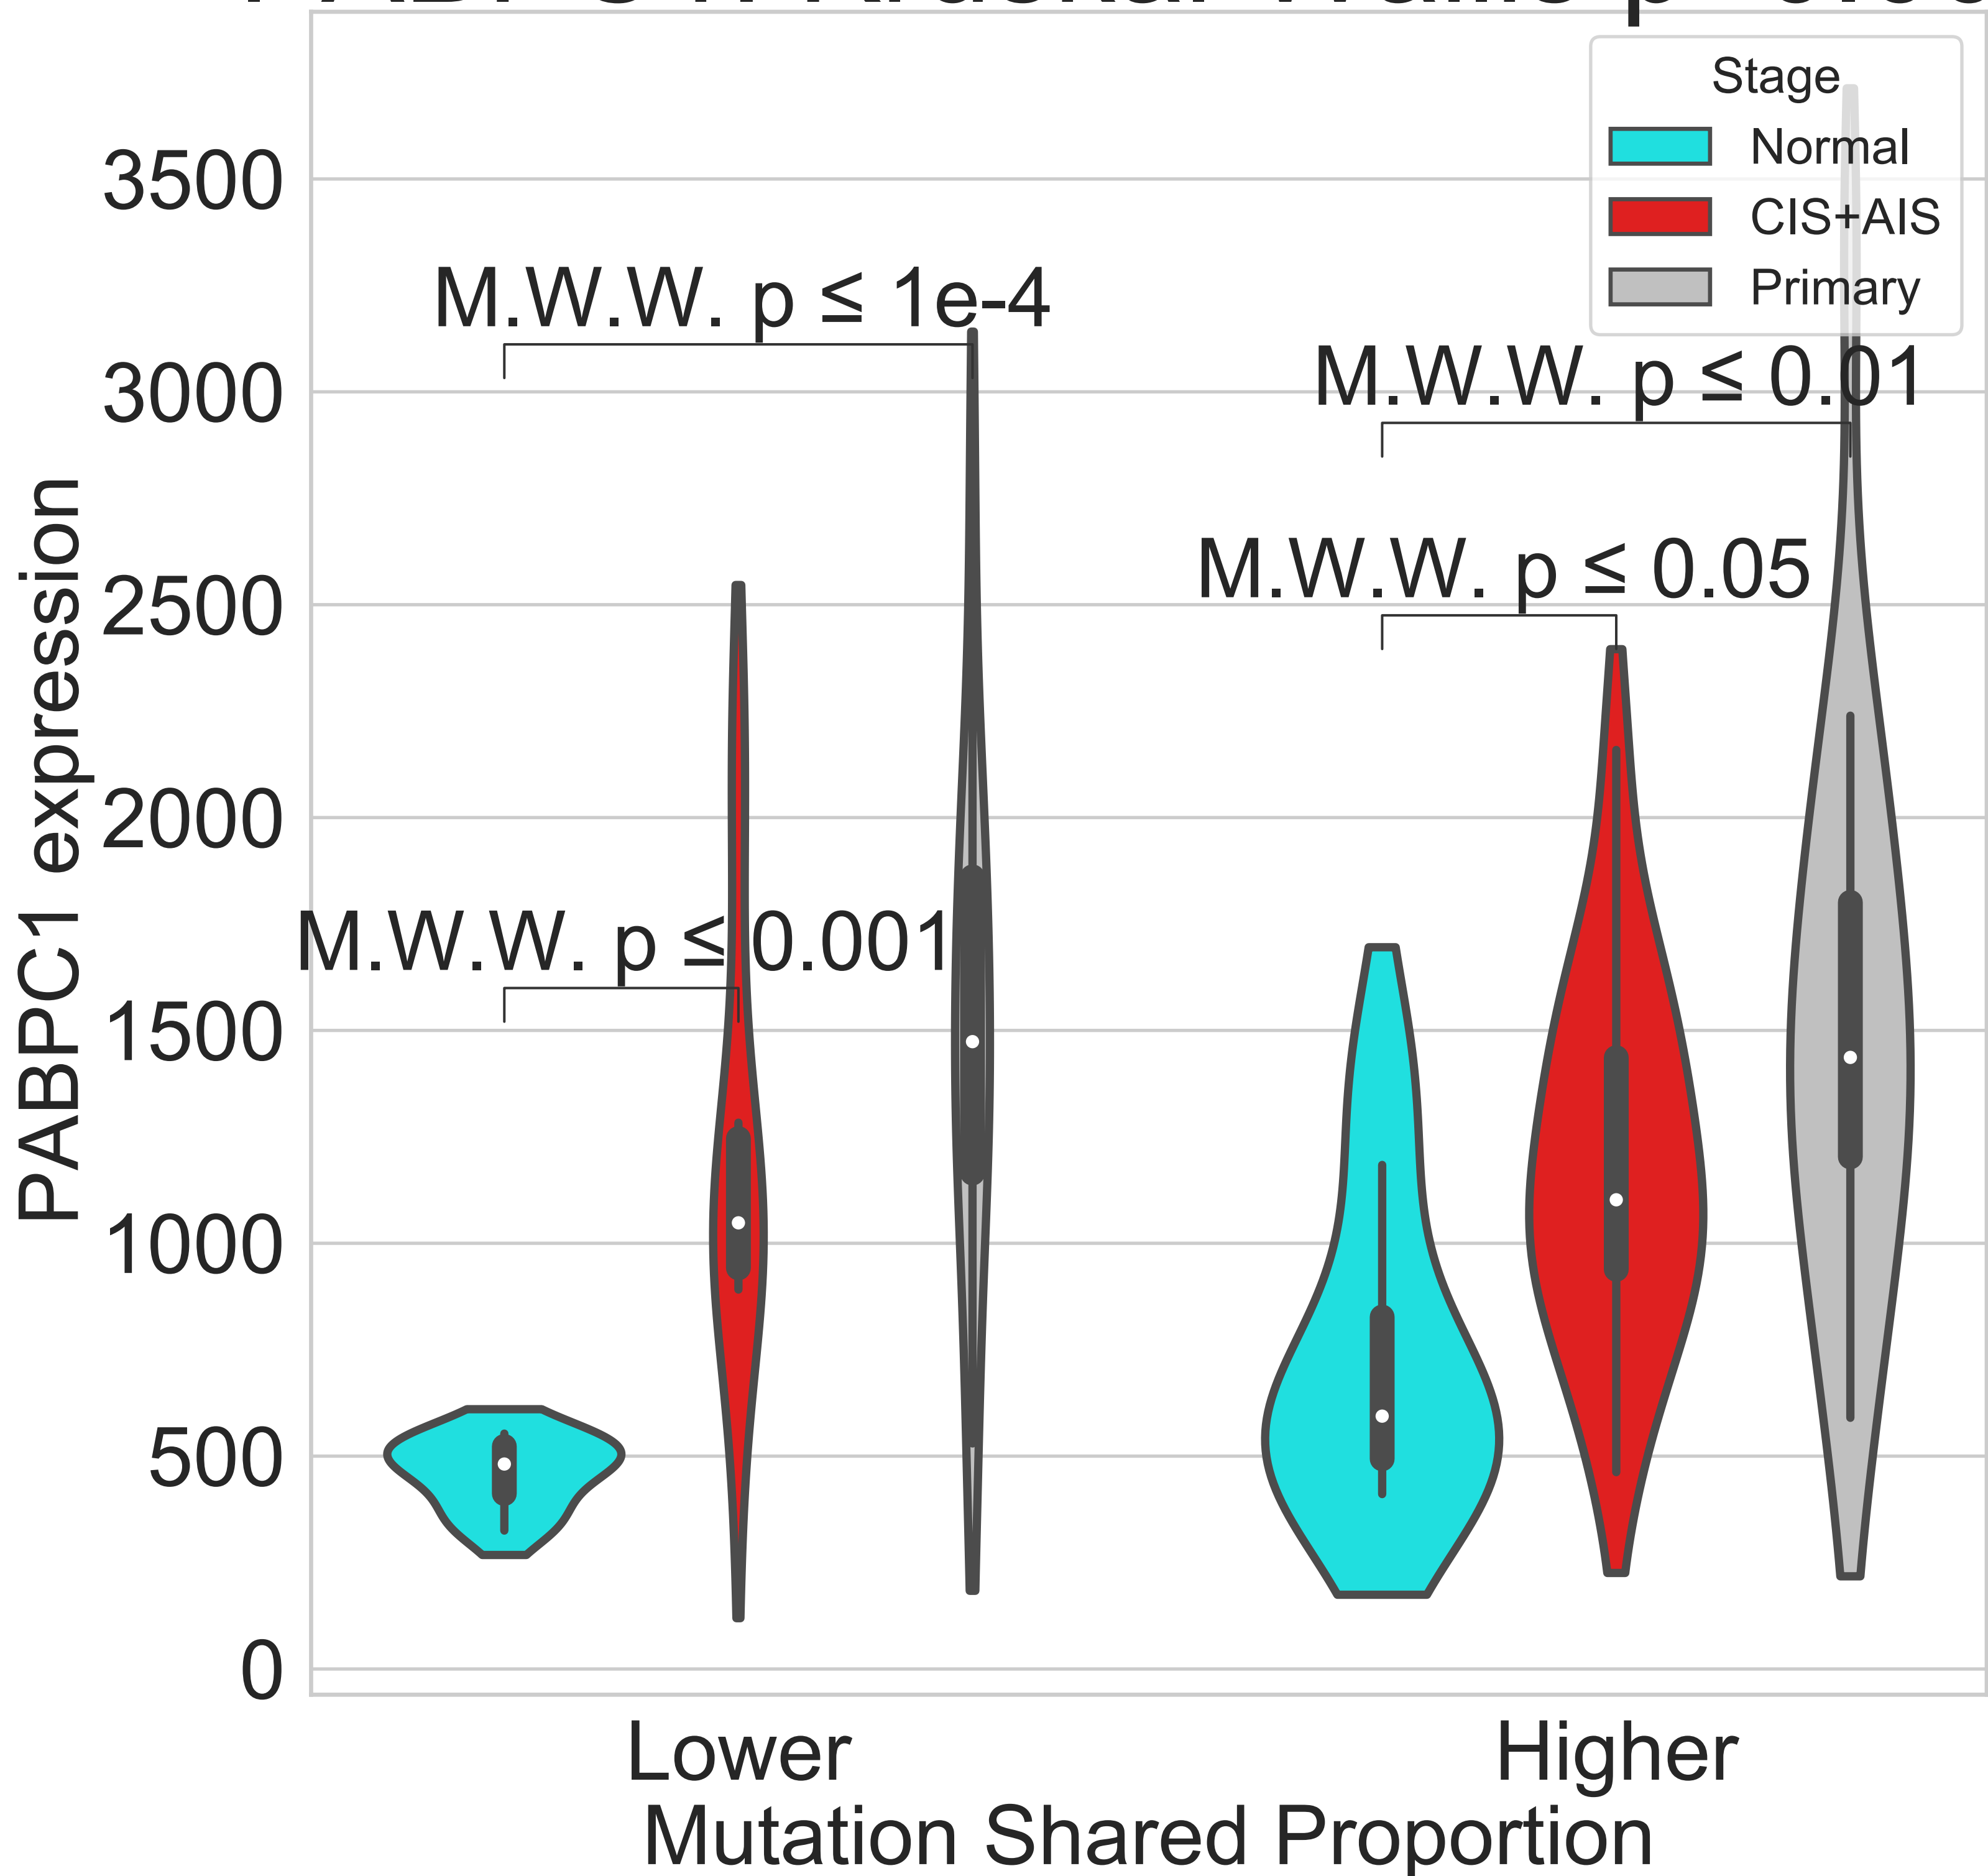 Stage
Normal
CIS+AIS
Primary
3500
3000
2500
2000
1500
1000
500
0
PABPC1 expression
M.W.W. p ≤ 1e-4
M.W.W. p ≤ 0.01
M.W.W. p ≤ 0.05
M.W.W. p ≤ 0.001
Lower
Higher
Mutation Shared Proportion